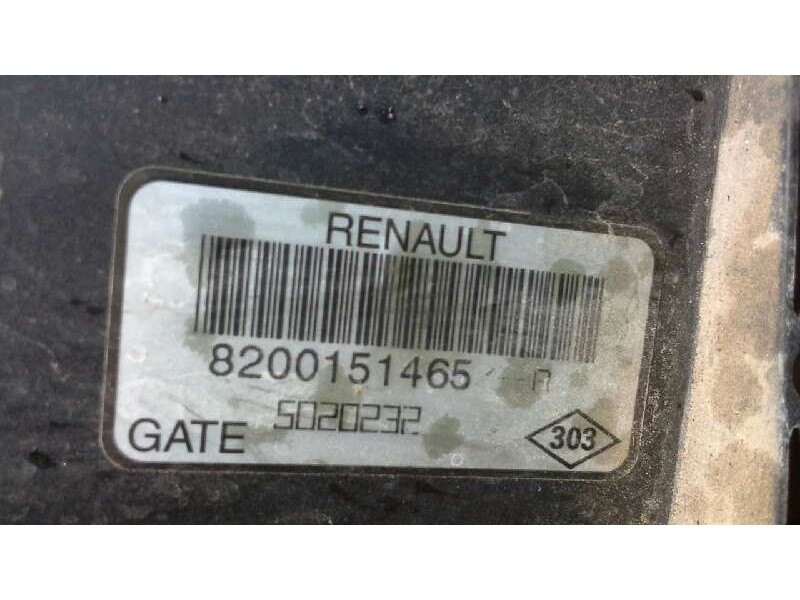 RENAULT
8200151465 --A
5020232
GATE
303